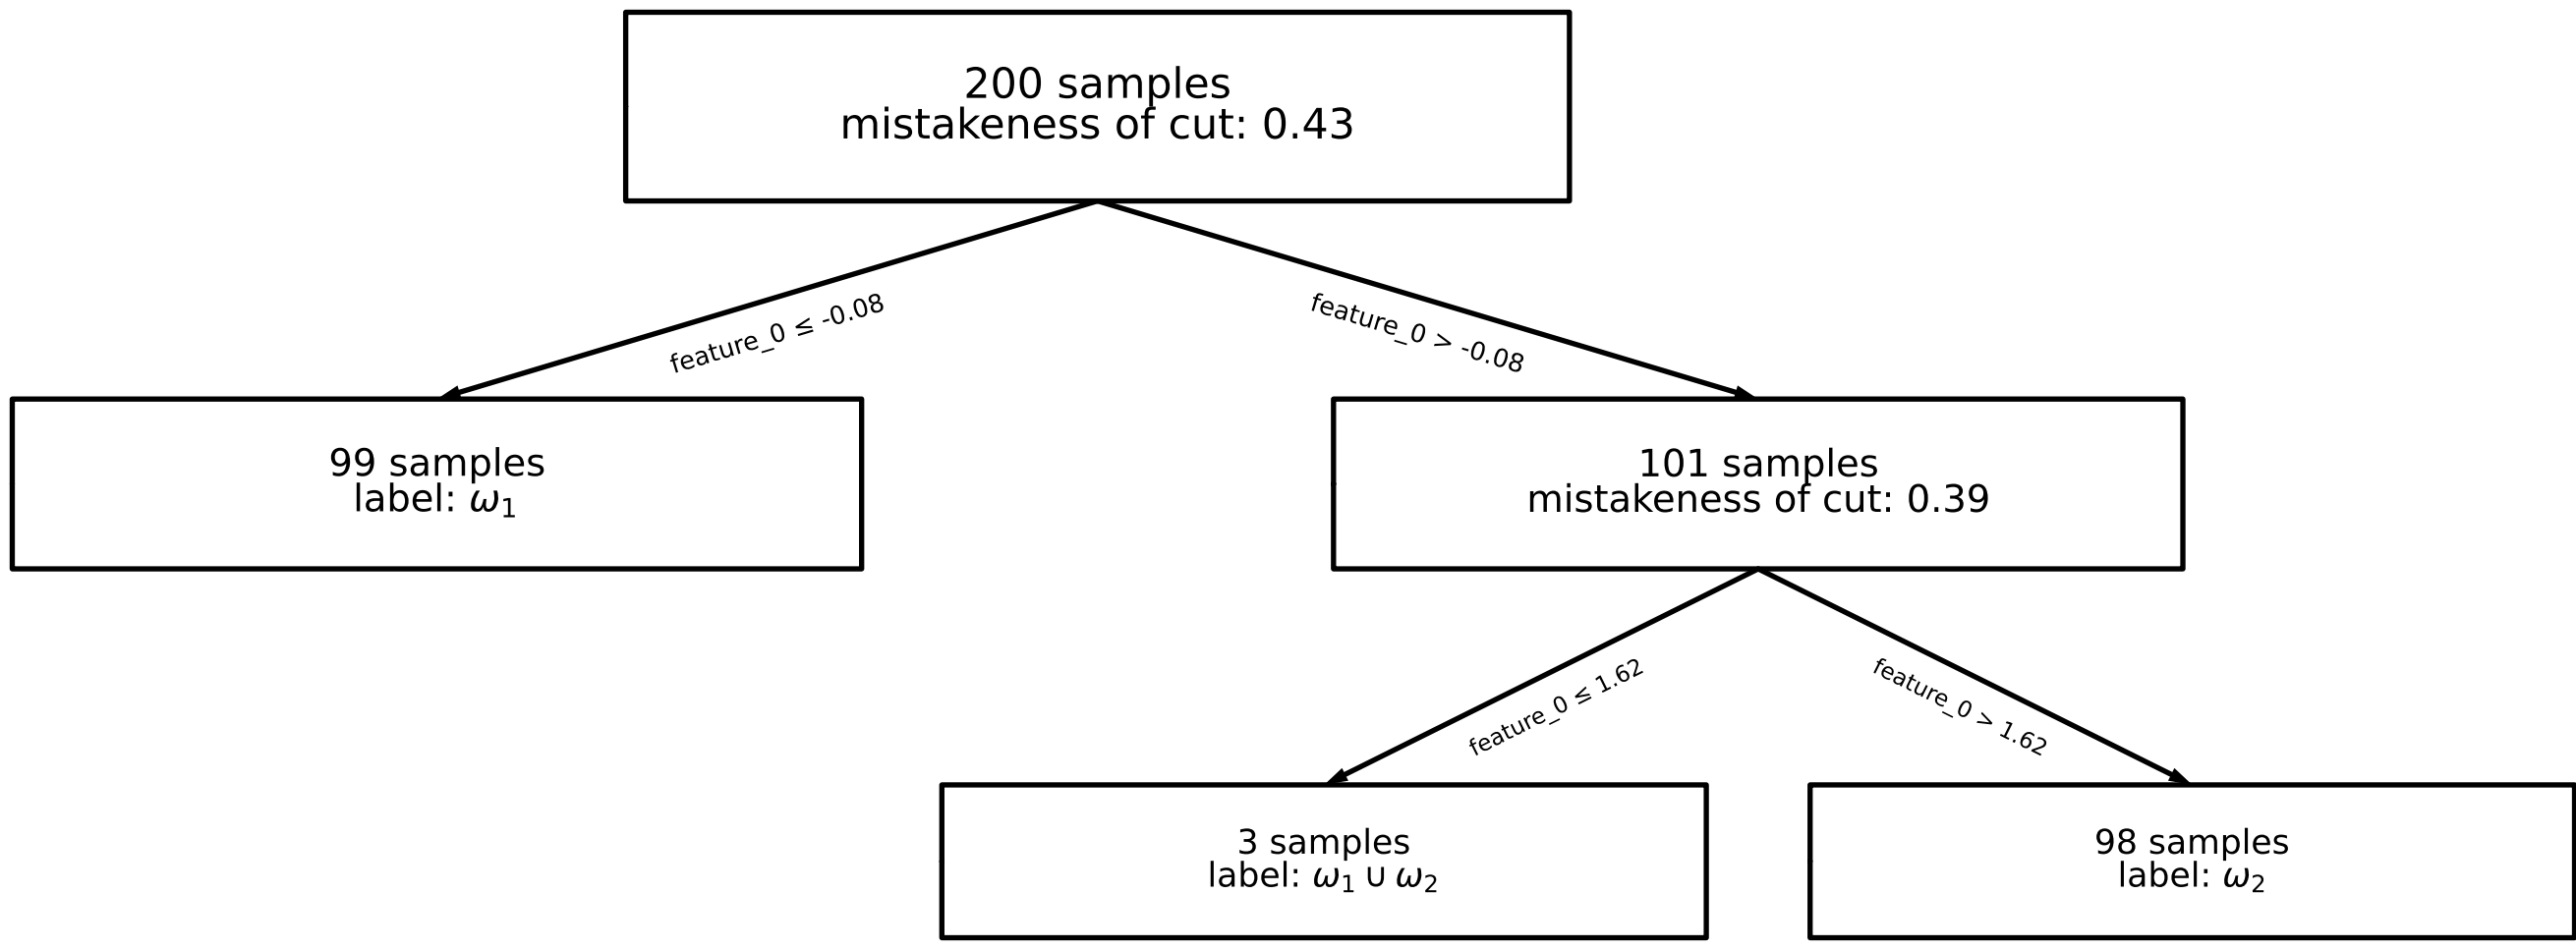 200 samples
mistakeness of cut: 0.43
feature_0 ≤ -0.08
feature_0 > -0.08
99 samples
label: ω₁
101 samples
mistakeness of cut: 0.39
feature_0 ≤ 1.62
feature_0 > 1.62
3 samples
label: ω₁ ∪ ω₂
98 samples
label: ω₂